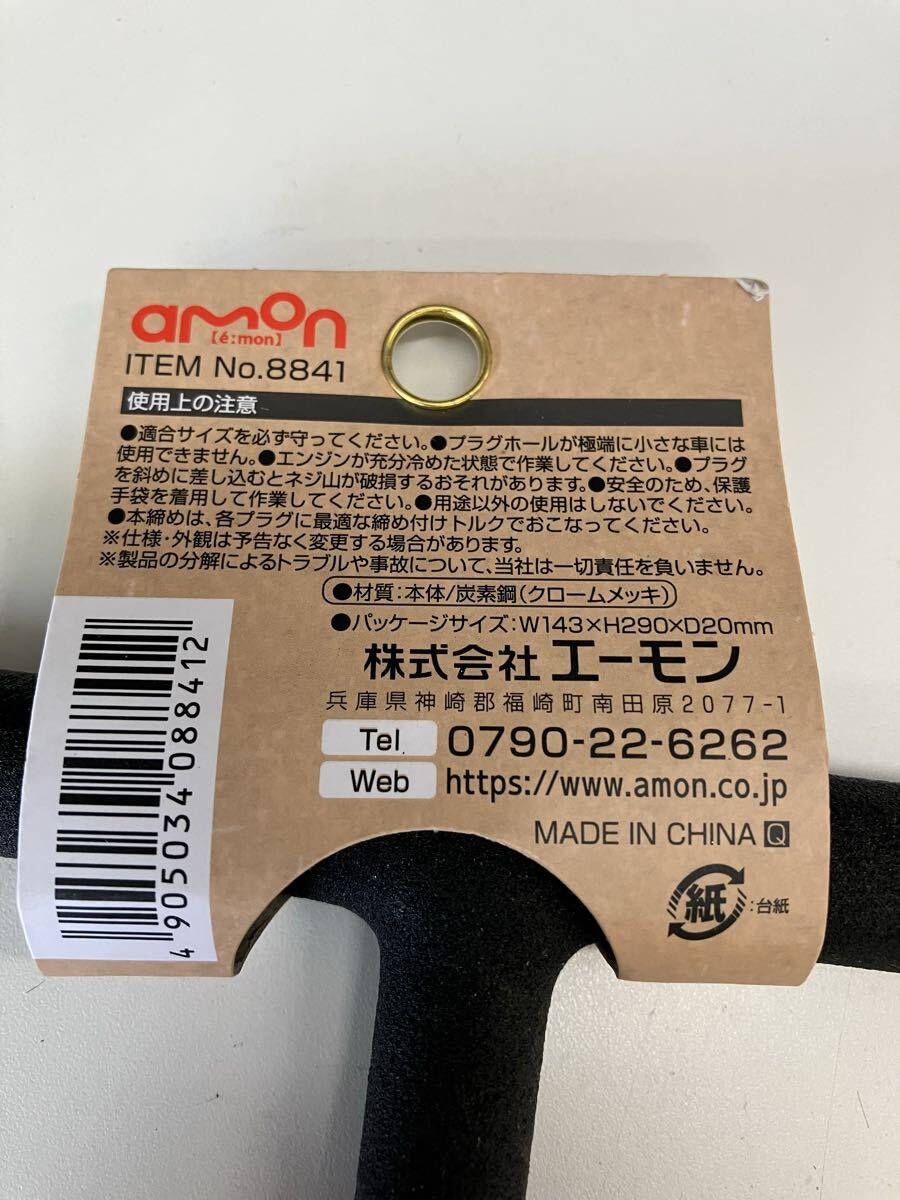 amon
【é:mon】
ITEM No.8841
使用上の注意
●適合サイズを必ず守ってください。●プラグホールが極端に小さな車には
使用できません。●エンジンが充分冷めた状態で作業してください。●プラグ
を斜めに差し込むとネジ山が破損するおそれがあります。●安全のため、保護
手袋を着用して作業してください。●用途以外の使用はしないでください。
●本締めは、各プラグに最適な締め付けトルクでおこなってください。
※仕様・外観は予告なく変更する場合があります。
※製品の分解によるトラブルや事故について、当社は一切責任を負いません。
●材質：本体/炭素鋼(クロームメッキ)
●パッケージサイズ：W143×H290×D20mm
株式会社エーモン
兵庫県神崎郡福崎町南田原2077-1
Tel. 0790-22-6262
Web https://www.amon.co.jp
MADE IN CHINA Q
紙：台紙
4 905034 088412